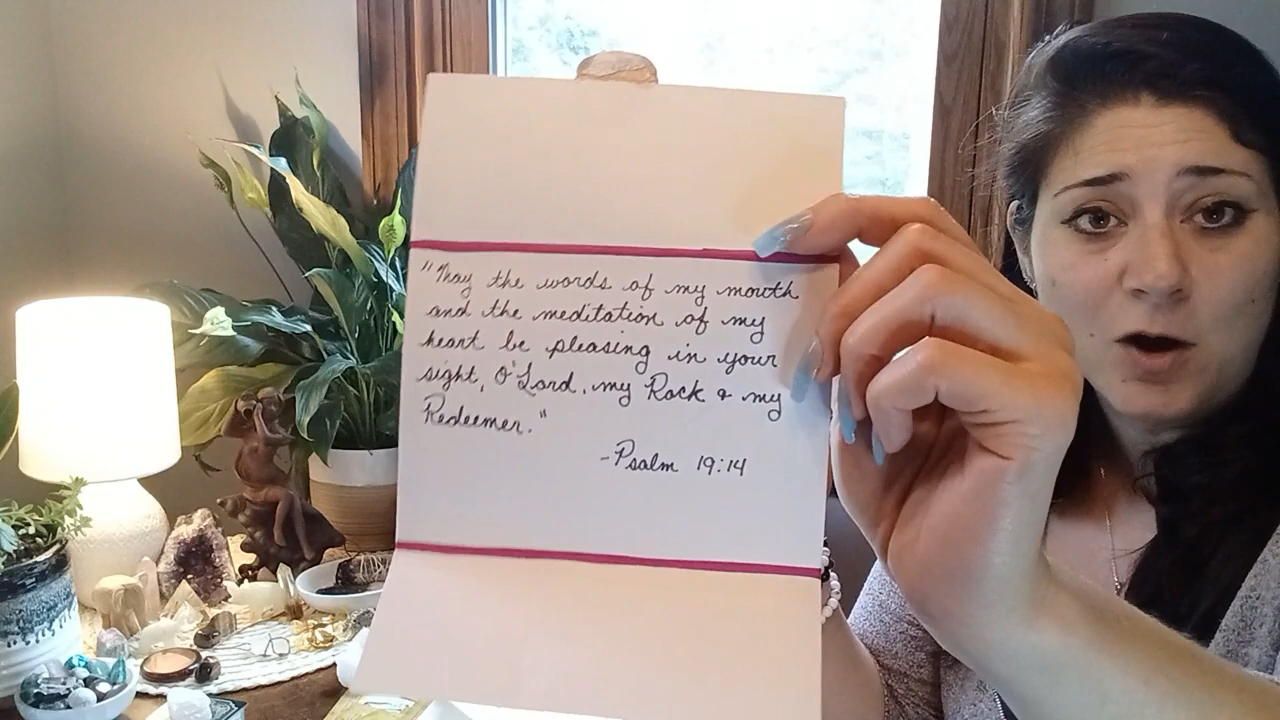 "May the words of my mouth
and the meditation of my
heart be pleasing in your
sight, O'Lord, my Rock & my
Redeemer."
-Psalm 19:14